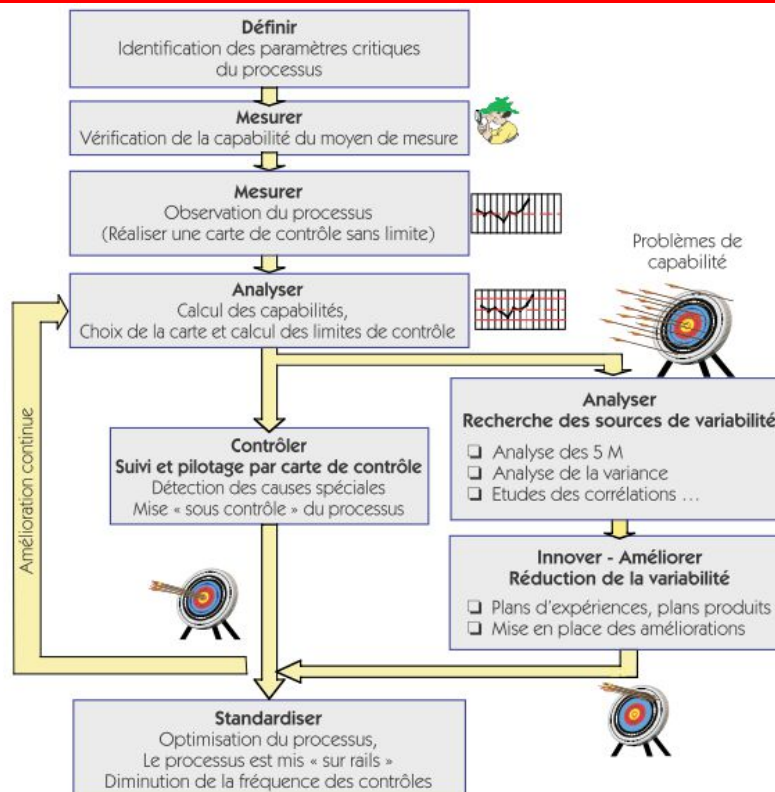 Définir
Identification des paramètres critiques
du processus
Mesurer
Vérification de la capabilité du moyen de mesure
Mesurer
Observation du processus
(Réaliser une carte de contrôle sans limite)
Problèmes de
capabilité
Analyser
Calcul des capabilités,
Choix de la carte et calcul des limites de contrôle
Amélioration continue
Contrôler
Suivi et pilotage par carte de contrôle
Détection des causes spéciales
Mise « sous contrôle » du processus
Analyser
Recherche des sources de variabilité
❑ Analyse des 5 M
❑ Analyse de la variance
❑ Etudes des corrélations ...
Innover - Améliorer
Réduction de la variabilité
❑ Plans d'expériences, plans produits
❑ Mise en place des améliorations
Standardiser
Optimisation du processus,
Le processus est mis « sur rails »
Diminution de la fréquence des contrôles